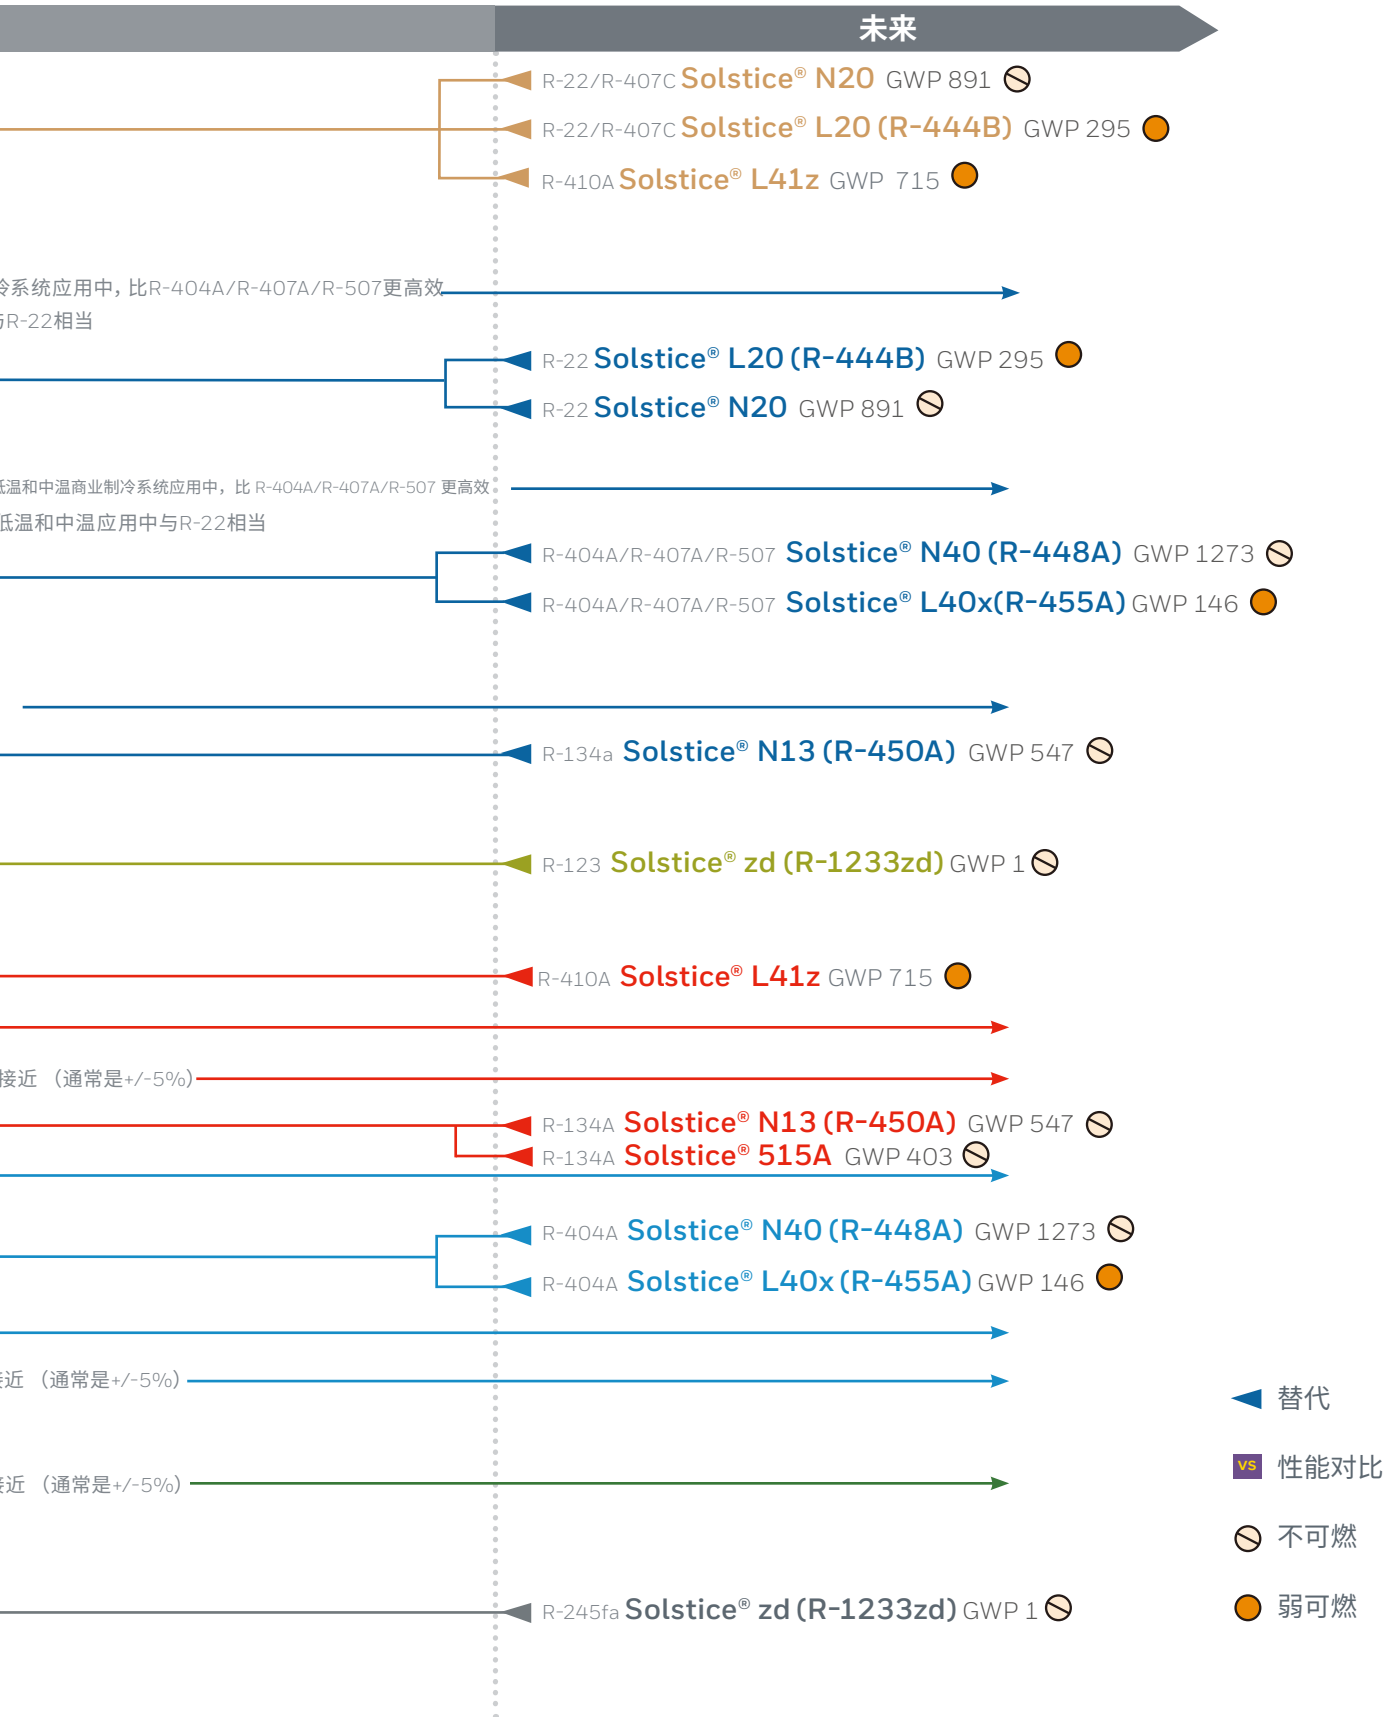 未来
R-22/R-407C Solstice® N20 GWP 891
R-22/R-407C Solstice® L20 (R-444B) GWP 295
R-410A Solstice® L41z GWP 715
冷系统应用中，比R-404A/R-407A/R-507更高效
与R-22相当
R-22 Solstice® L20 (R-444B) GWP 295
R-22 Solstice® N20 GWP 891
低温和中温商业制冷系统应用中，比 R-404A/R-407A/R-507 更高效
低温和中温应用中与R-22相当
R-404A/R-407A/R-507 Solstice® N40 (R-448A) GWP 1273
R-404A/R-407A/R-507 Solstice® L40x(R-455A) GWP 146
R-134a Solstice® N13 (R-450A) GWP 547
R-123 Solstice® zd (R-1233zd) GWP 1
R-410A Solstice® L41z GWP 715
接近 （通常是+/-5%）
R-134A Solstice® N13 (R-450A) GWP 547
R-134A Solstice® 515A GWP 403
R-404A Solstice® N40 (R-448A) GWP 1273
R-404A Solstice® L40x (R-455A) GWP 146
接近 （通常是+/-5%）
替代
VS 性能对比
接近 （通常是+/-5%）
不可燃
R-245fa Solstice® zd (R-1233zd) GWP 1
弱可燃